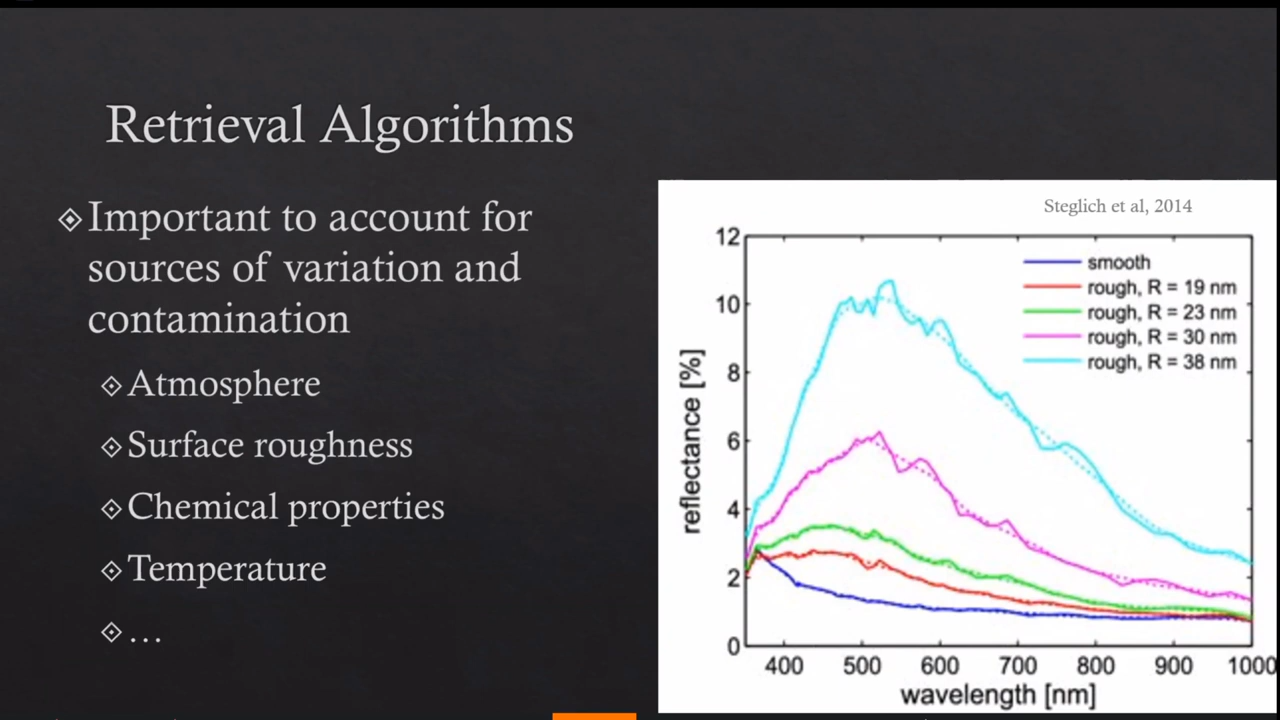 Retrieval Algorithms
Important to account for
sources of variation and
contamination
Atmosphere
Surface roughness
Chemical properties
Temperature
...
Steglich et al, 2014
12
10
8
6
4
2
0
reflectance [%]
smooth
rough, R = 19 nm
rough, R = 23 nm
rough, R = 30 nm
rough, R = 38 nm
400 500 600 700 800 900 1000
wavelength [nm]